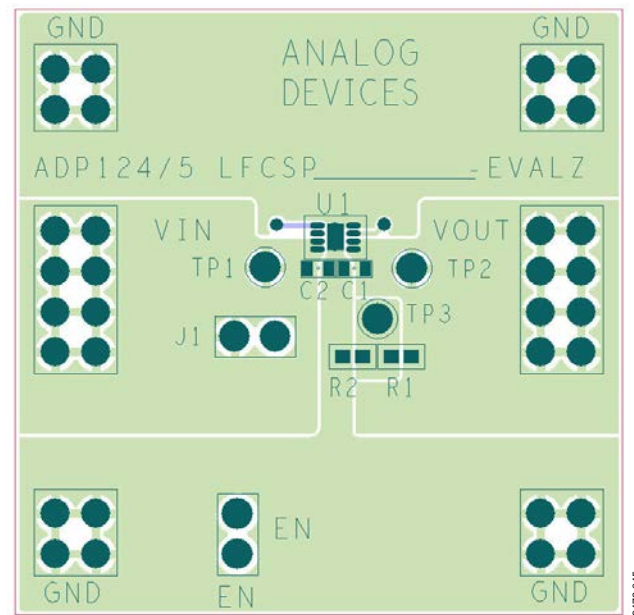 GND
GND
ANALOG
DEVICES
ADP124/5 LFCSP__________-EVALZ
U1
VIN
VOUT
TP1
TP2
C2 C1
TP3
J1
R2 R1
EN
GND
EN
GND